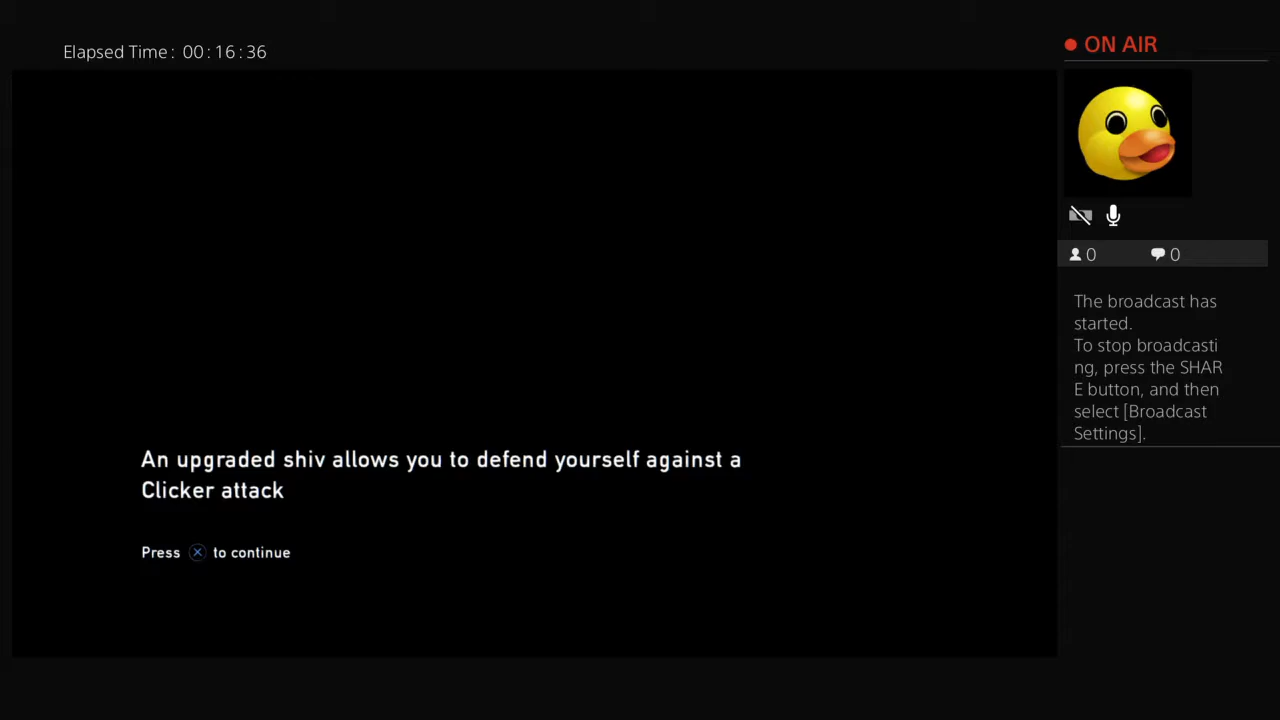 Elapsed Time: 00:16:36
ON AIR
0 0
The broadcast has
started.
To stop broadcasti
ng, press the SHAR
E button, and then
select [Broadcast
Settings].
An upgraded shiv allows you to defend yourself against a
Clicker attack
Press X to continue